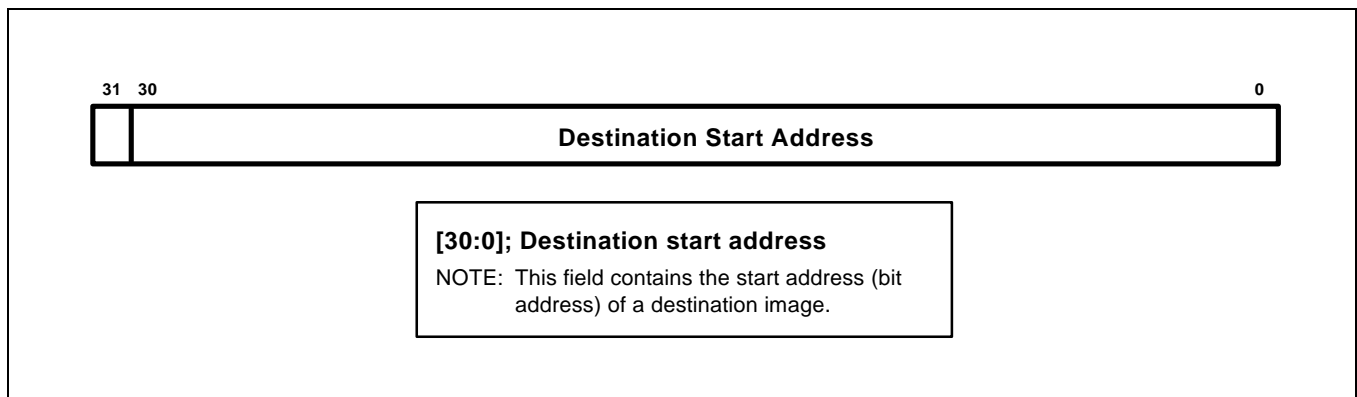 31 30 0
Destination Start Address
[30:0]; Destination start address
NOTE: This field contains the start address (bit
address) of a destination image.